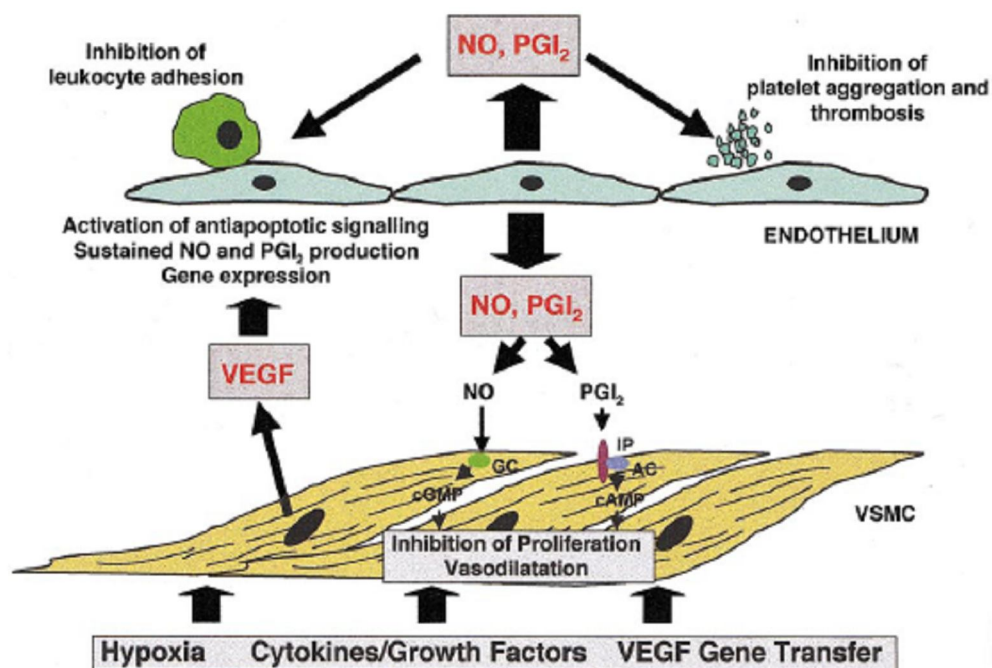 NO, PGI₂
Inhibition of
leukocyte adhesion
Inhibition of
platelet aggregation and
thrombosis
Activation of antiapoptotic signalling
Sustained NO and PGI₂ production
Gene expression
ENDOTHELIUM
NO, PGI₂
VEGF
NO
PGI₂
IP
GC
AC
cGMP
cAMP
VSMC
Inhibition of Proliferation
Vasodilatation
Hypoxia Cytokines/Growth Factors VEGF Gene Transfer